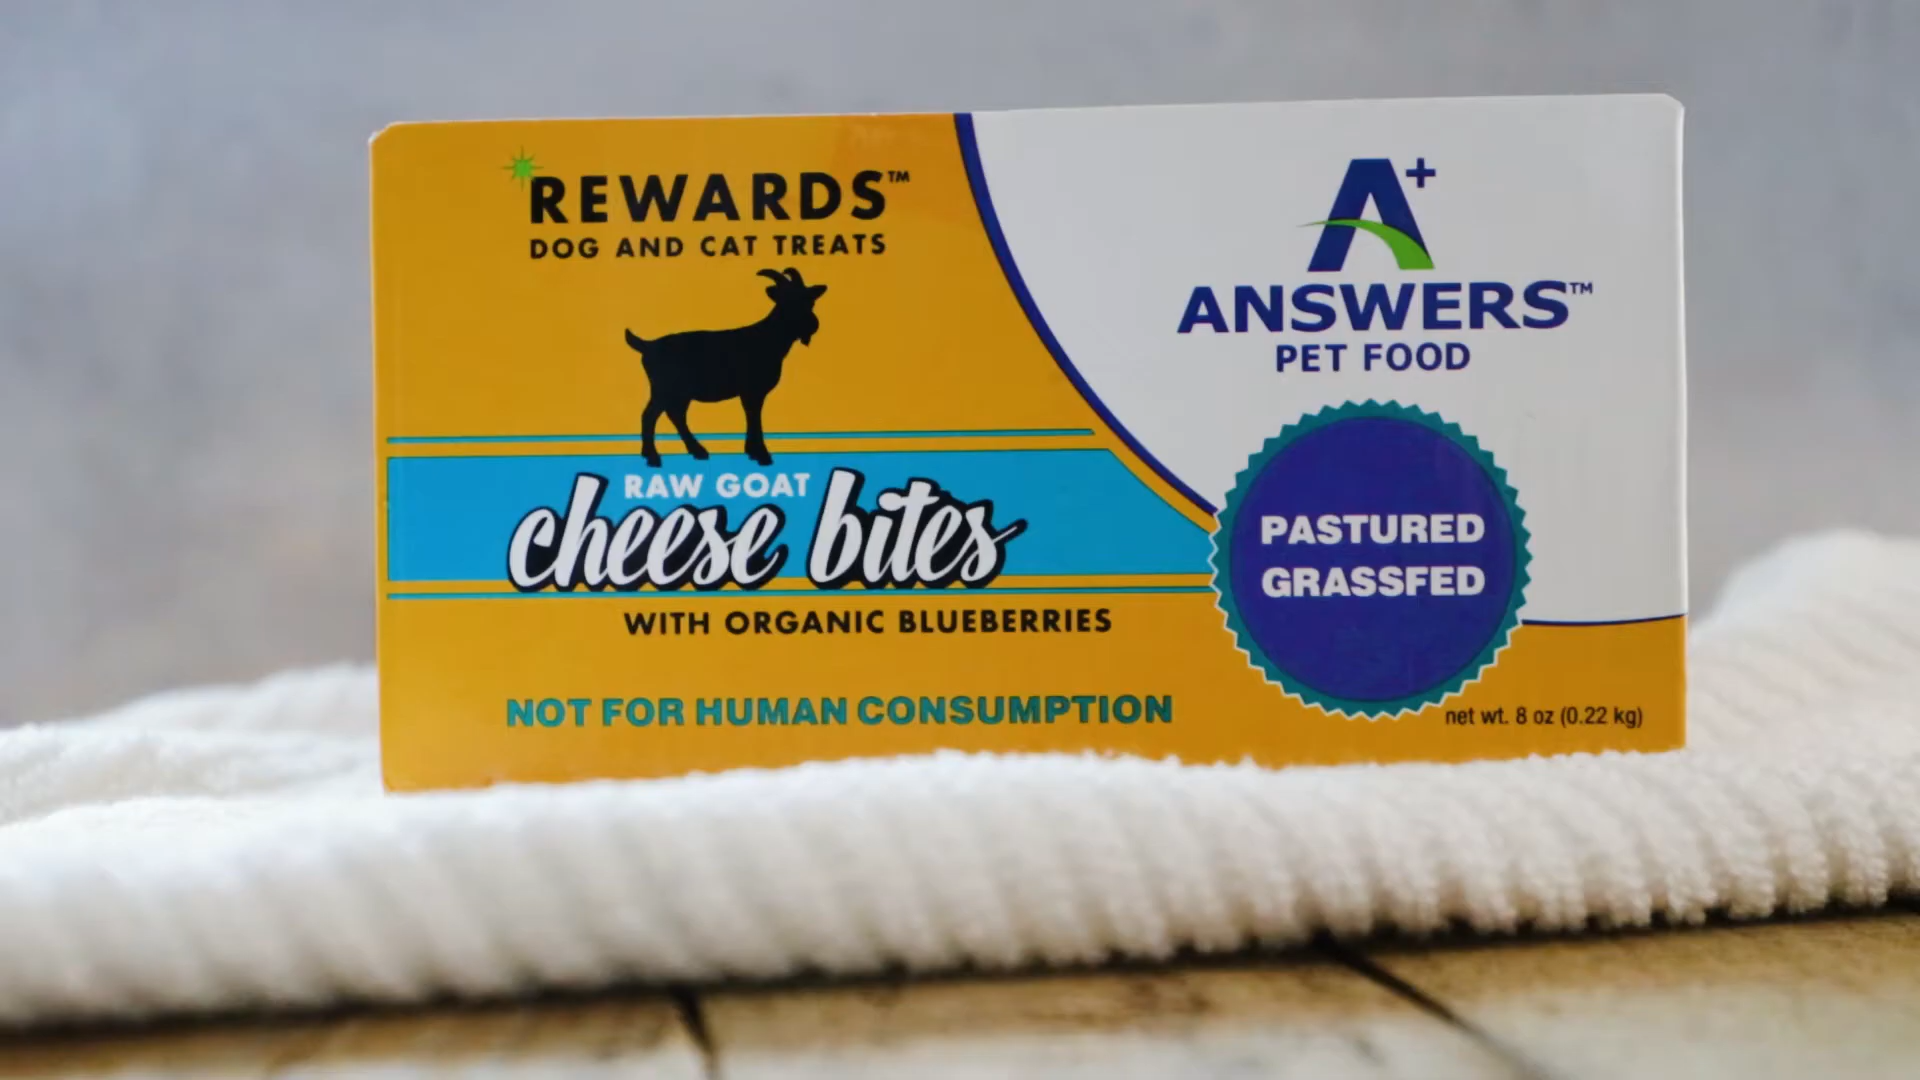 REWARDS™
DOG AND CAT TREATS
RAW GOAT
cheese bites
WITH ORGANIC BLUEBERRIES
NOT FOR HUMAN CONSUMPTION
A+
ANSWERS™
PET FOOD
PASTURED
GRASSFED
net wt. 8 oz (0.22 kg)